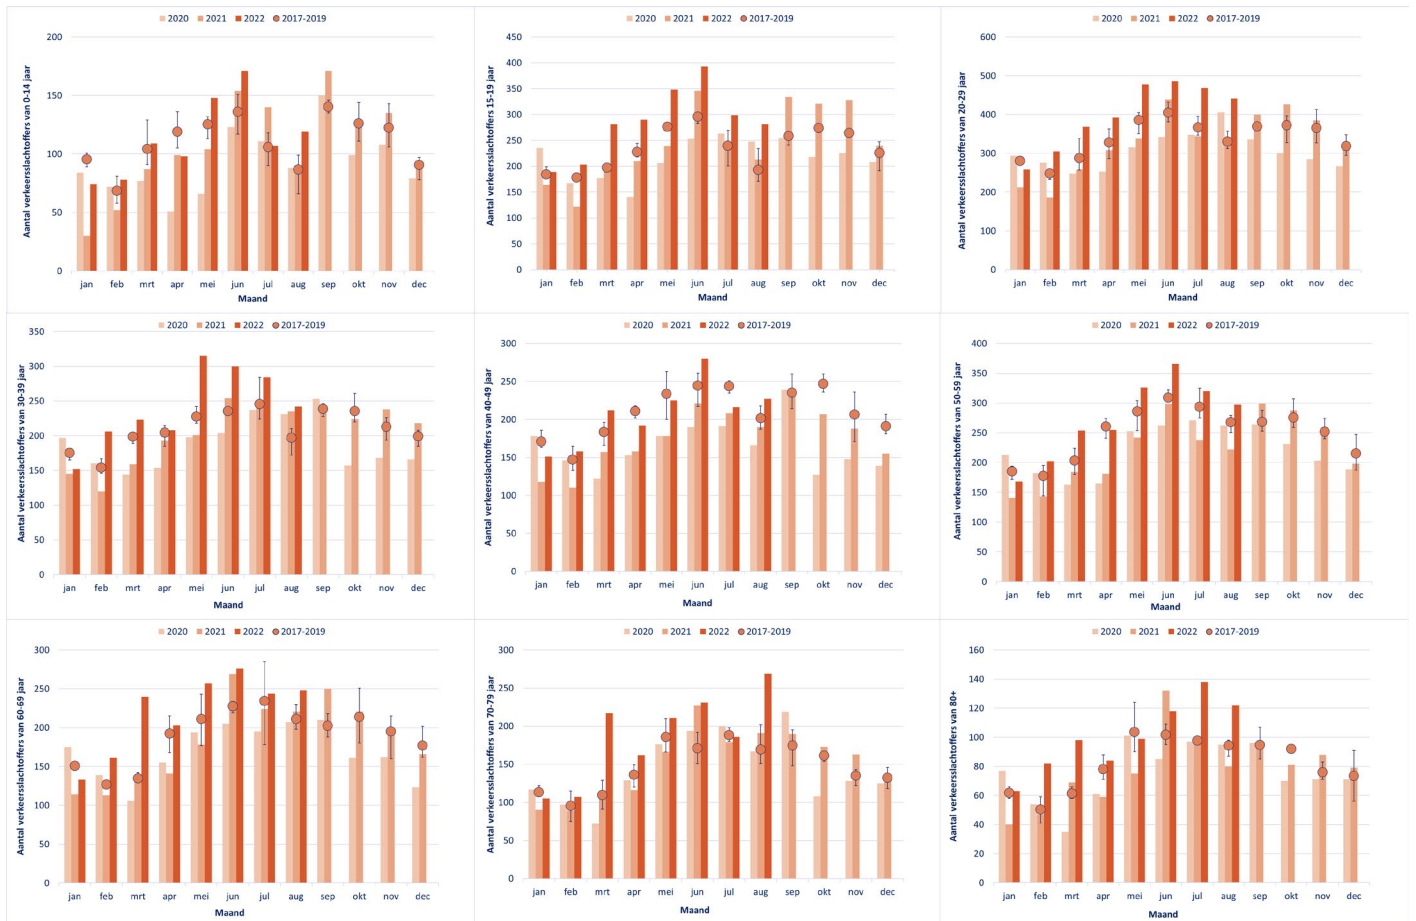 2020 2021 2022 2017-2019
Aantal verkeersslachtoffers van 0-14 jaar
200
150
100
50
0
jan feb mrt apr mei jun jul aug sep okt nov dec
Maand
2020 2021 2022 2017-2019
Aantal verkeersslachtoffers 15-19 jaar
450
400
350
300
250
200
150
100
50
0
jan feb mrt apr mei jun jul aug sep okt nov dec
Maand
2020 2021 2022 2017-2019
Aantal verkeersslachtoffers van 20-29 jaar
600
500
400
300
200
100
0
jan feb mrt apr mei jun jul aug sep okt nov dec
Maand
2020 2021 2022 2017-2019
Aantal verkeersslachtoffers van 30-39 jaar
350
300
250
200
150
100
50
0
jan feb mrt apr mei jun jul aug sep okt nov dec
Maand
2020 2021 2022 2017-2019
Aantal verkeersslachtoffers van 40-49 jaar
300
250
200
150
100
50
0
jan feb mrt apr mei jun jul aug sep okt nov dec
Maand
2020 2021 2022 2017-2019
Aantal verkeersslachtoffers van 50-59 jaar
400
350
300
250
200
150
100
50
0
jan feb mrt apr mei jun jul aug sep okt nov dec
Maand
2020 2021 2022 2017-2019
Aantal verkeersslachtoffers van 60-69 jaar
300
250
200
150
100
50
0
jan feb mrt apr mei jun jul aug sep okt nov dec
Maand
2020 2021 2022 2017-2019
Aantal verkeersslachtoffers van 70-79 jaar
300
250
200
150
100
50
0
jan feb mrt apr mei jun jul aug sep okt nov dec
Maand
2020 2021 2022 2017-2019
Aantal verkeersslachtoffers van 80+
160
140
120
100
80
60
40
20
0
jan feb mrt apr mei jun jul aug sep okt nov dec
Maand